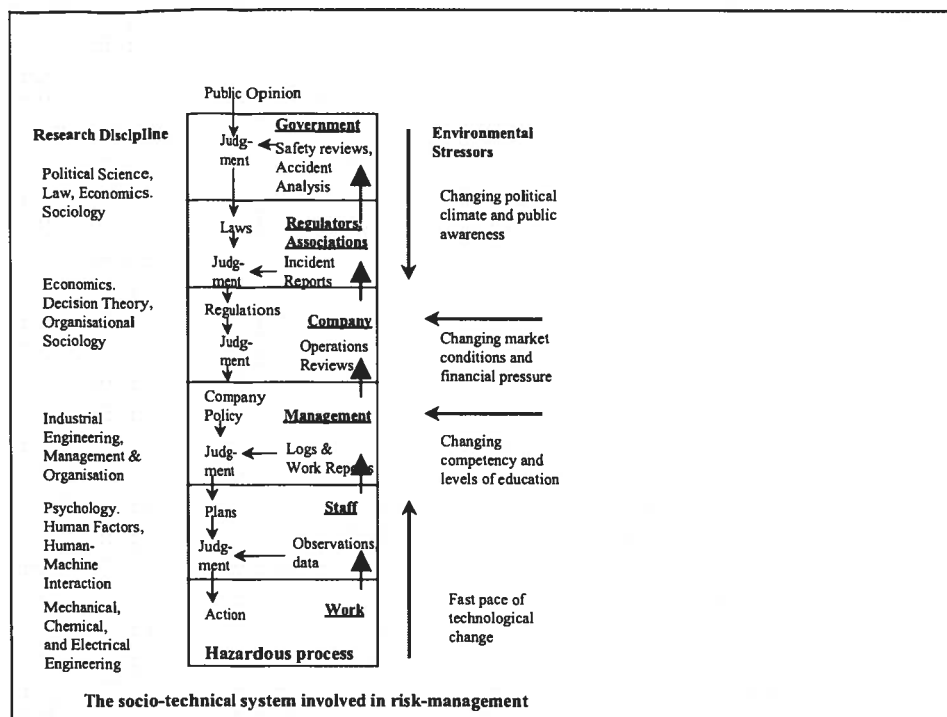 Public Opinion
Research Discipline
Political Science,
Law, Economics.
Sociology
Economics.
Decision Theory,
Organisational
Sociology
Industrial
Engineering,
Management &
Organisation
Psychology.
Human Factors,
Human-
Machine
Interaction
Mechanical,
Chemical,
and Electrical
Engineering
Government
Judg-
ment
Safety reviews,
Accident
Analysis
Laws
Regulators,
Associations
Judg-
ment
Incident
Reports
Regulations
Company
Judg-
ment
Operations
Reviews
Company
Policy
Management
Judg-
ment
Logs &
Work Reports
Plans
Staff
Judg-
ment
Observations,
data
Action
Work
Hazardous process
Environmental
Stressors
Changing political
climate and public
awareness
Changing market
conditions and
financial pressure
Changing
competency and
levels of education
Fast pace of
technological
change
The socio-technical system involved in risk-management